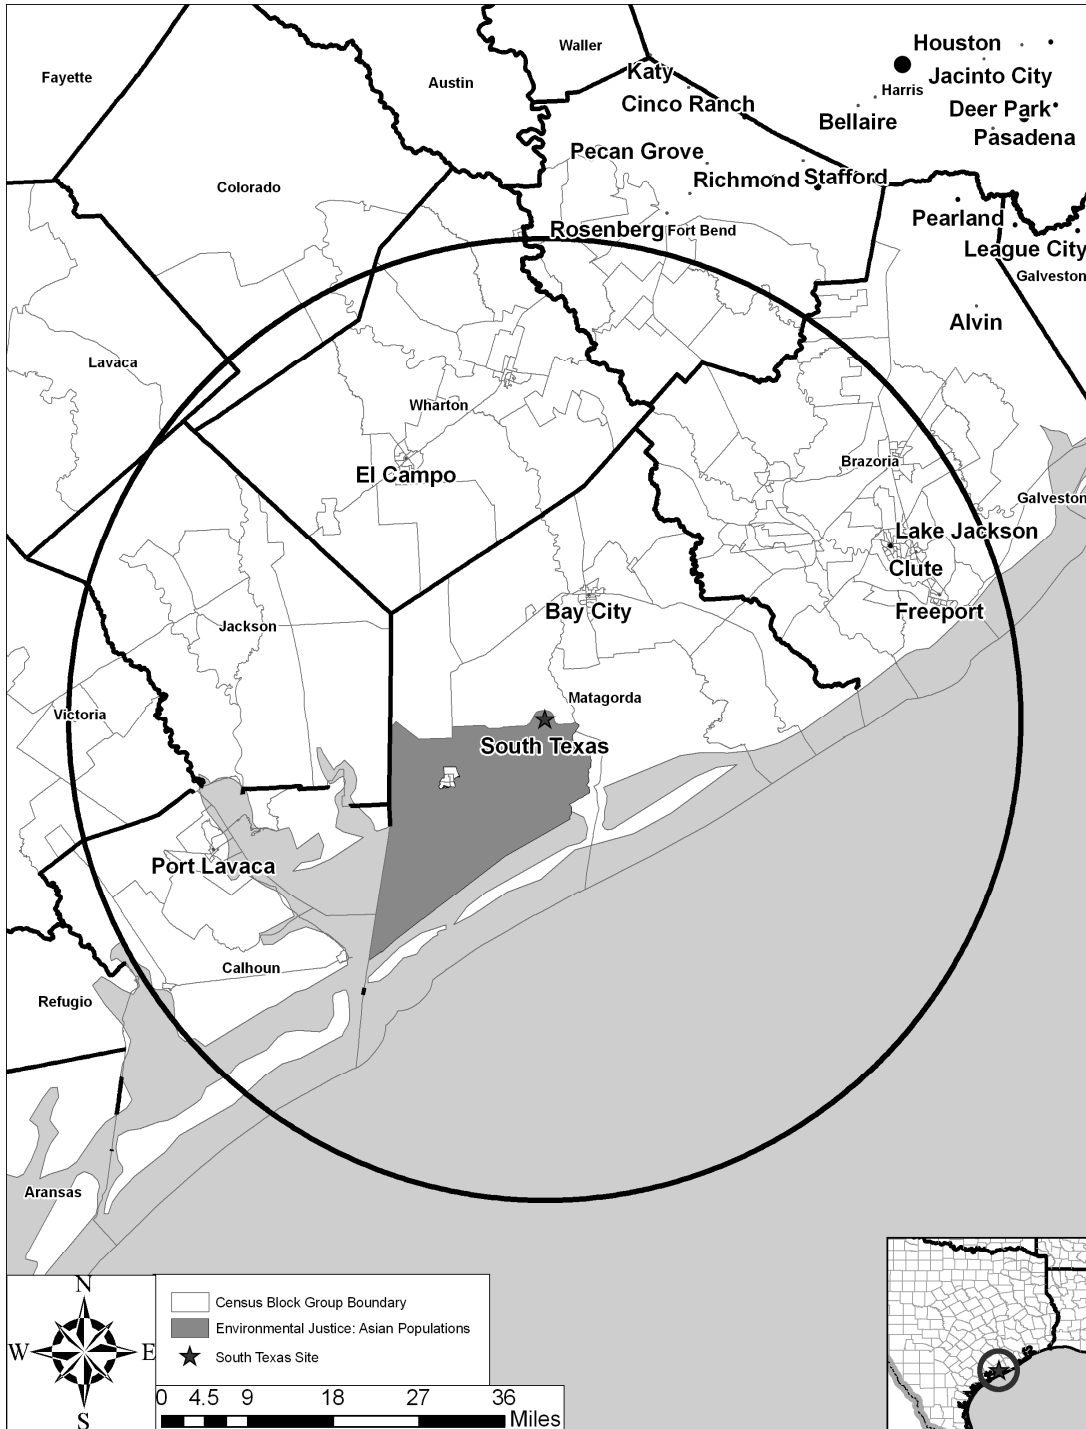 Houston
Waller
Katy
Jacinto City
Fayette
Austin
Harris
Cinco Ranch
Deer Park
Bellaire
Pasadena
Pecan Grove
Richmond
Stafford
Colorado
Pearland
Rosenberg
Fort Bend
League City
Galveston
Alvin
Lavaca
Wharton
Brazoria
El Campo
Galveston
Lake Jackson
Clute
Bay City
Freeport
Jackson
Matagorda
Victoria
South Texas
Port Lavaca
Calhoun
Refugio
Aransas
N
W
E
S
Census Block Group Boundary
Environmental Justice: Asian Populations
South Texas Site
0 4.5 9 18 27 36
Miles